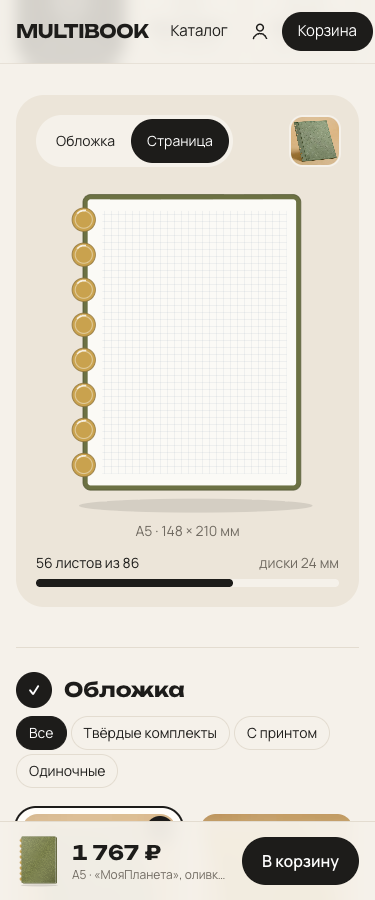 MULTIBOOK Каталог Корзина
Обложка Страница
А5 · 148 × 210 мм
56 листов из 86 диски 24 мм
Обложка
Все Твёрдые комплекты С принтом
Одиночные
1 767 ₽
А5 · «МояПланета», оливк…
В корзину